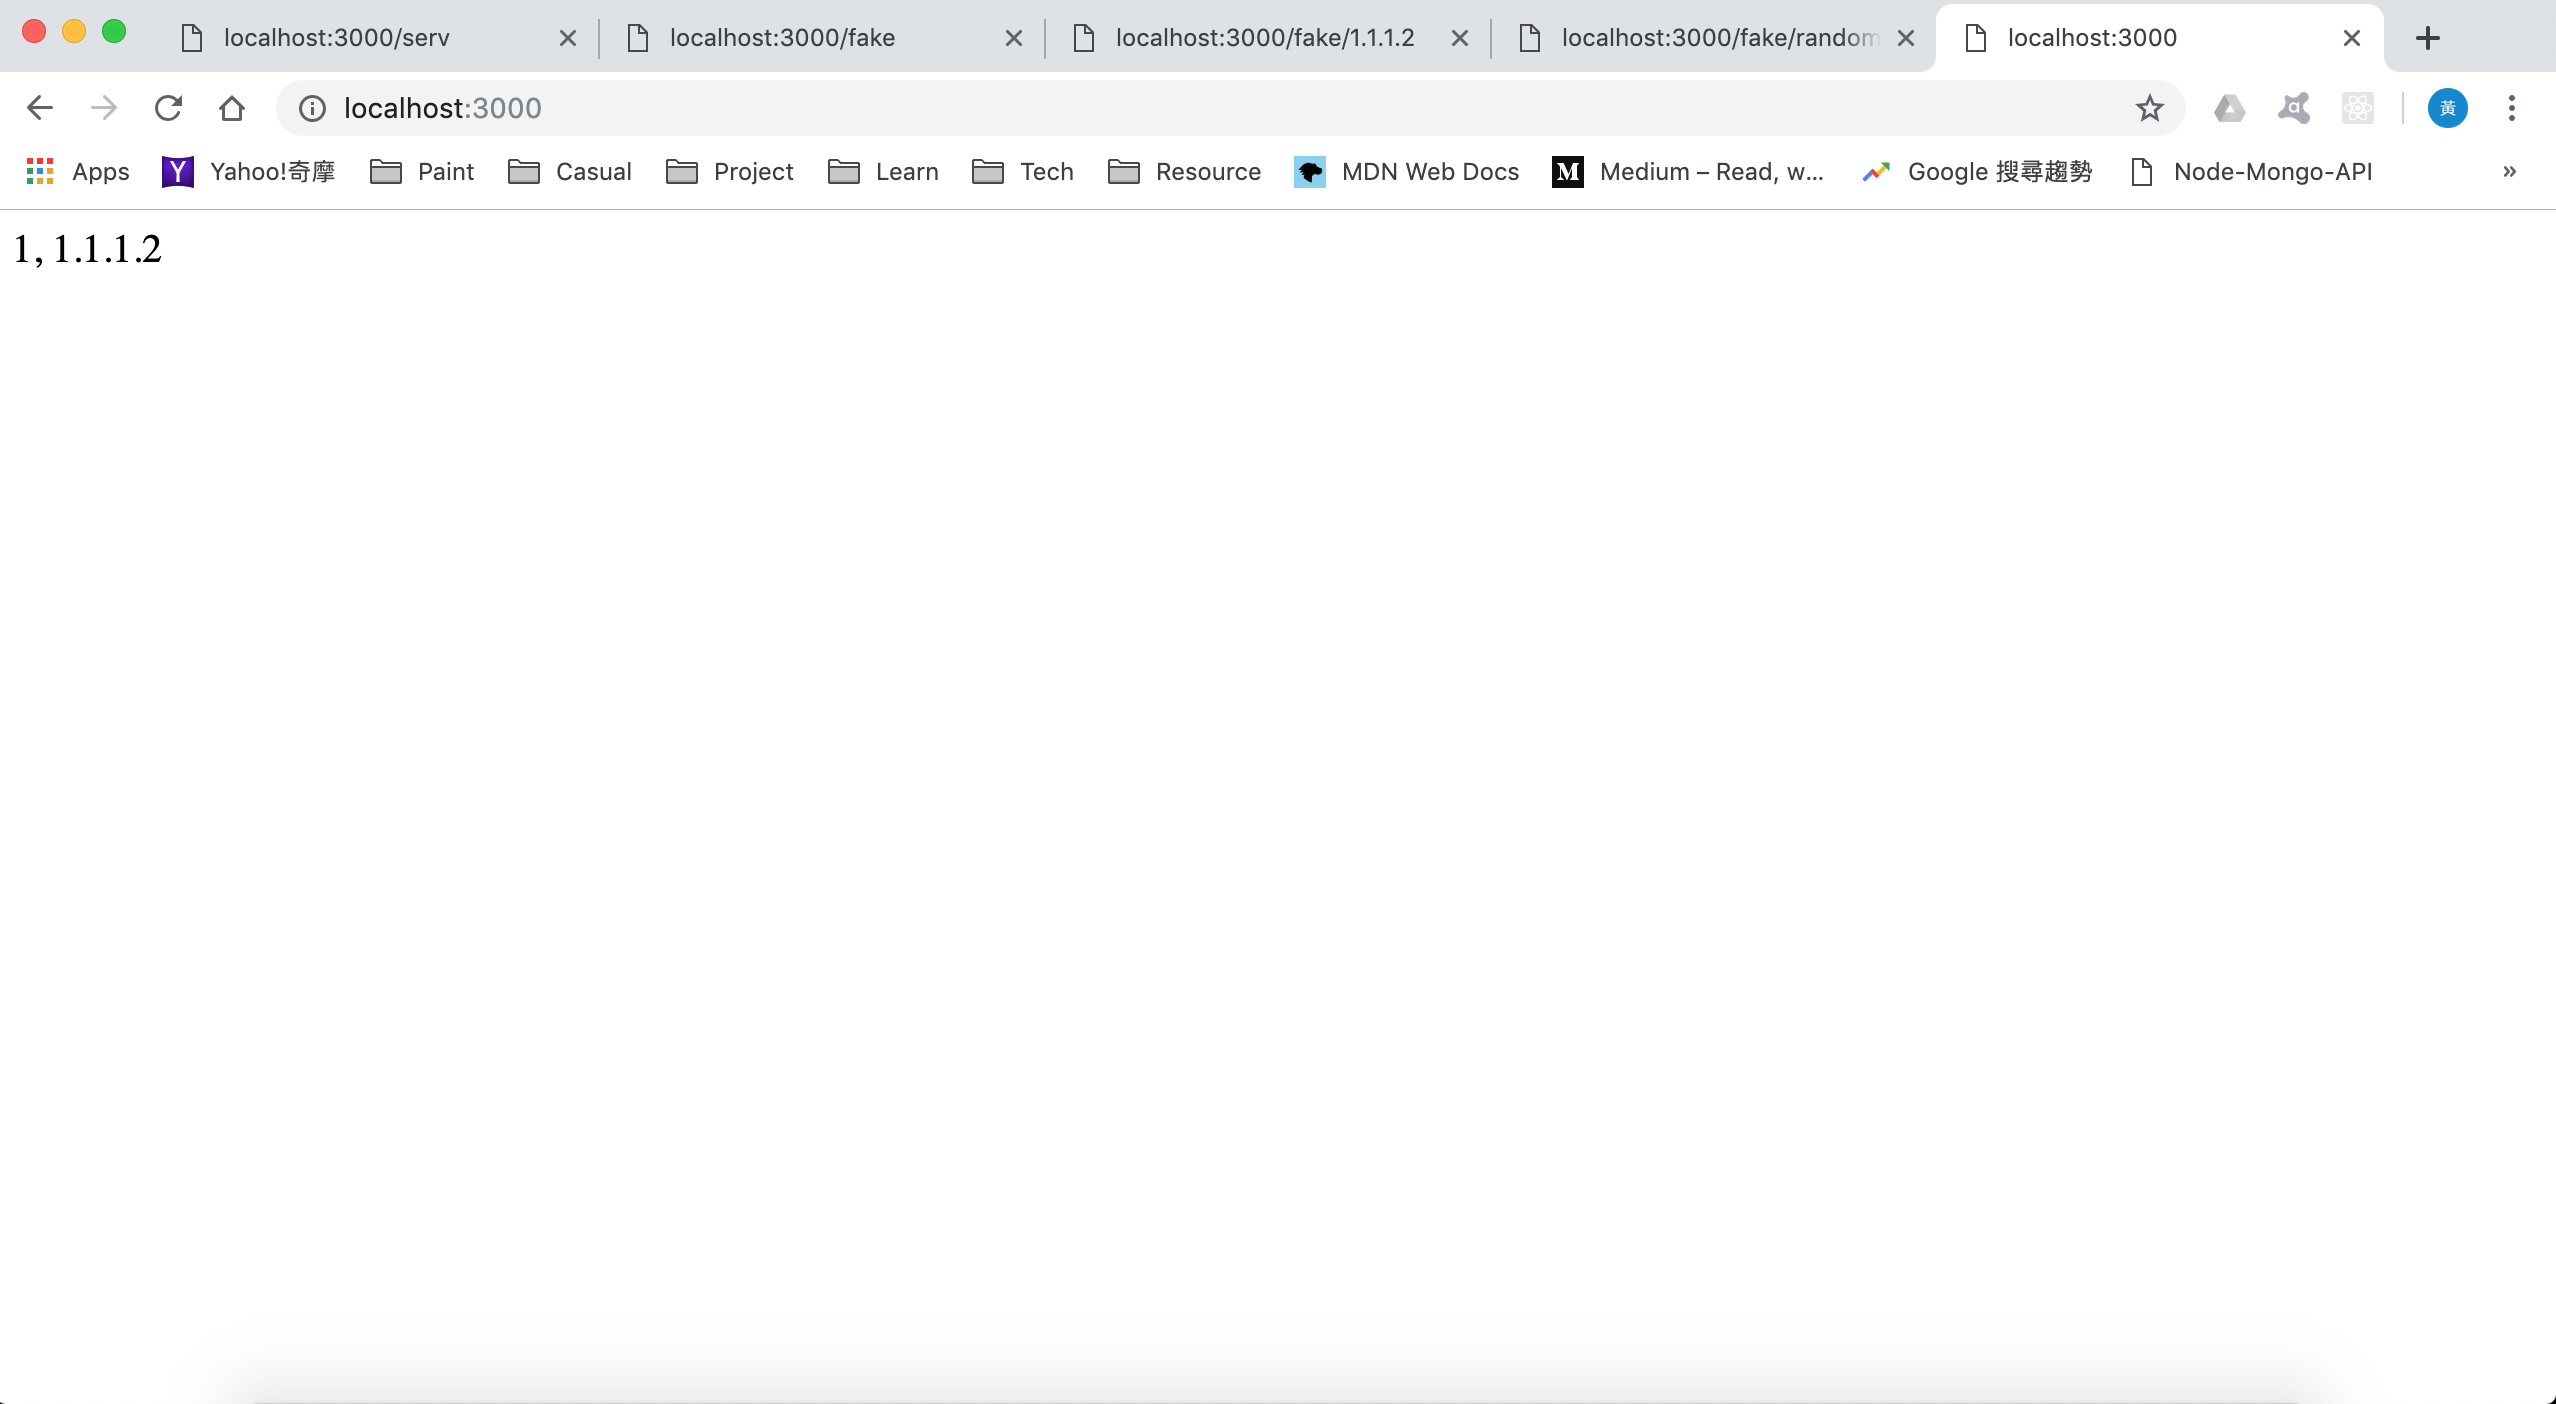 localhost:3000/serv localhost:3000/fake localhost:3000/fake/1.1.1.2 localhost:3000/fake/random localhost:3000
localhost:3000 黃
Apps Yahoo!奇摩 Paint Casual Project Learn Tech Resource MDN Web Docs Medium – Read, w... Google 搜尋趨勢 Node-Mongo-API »
1, 1.1.1.2